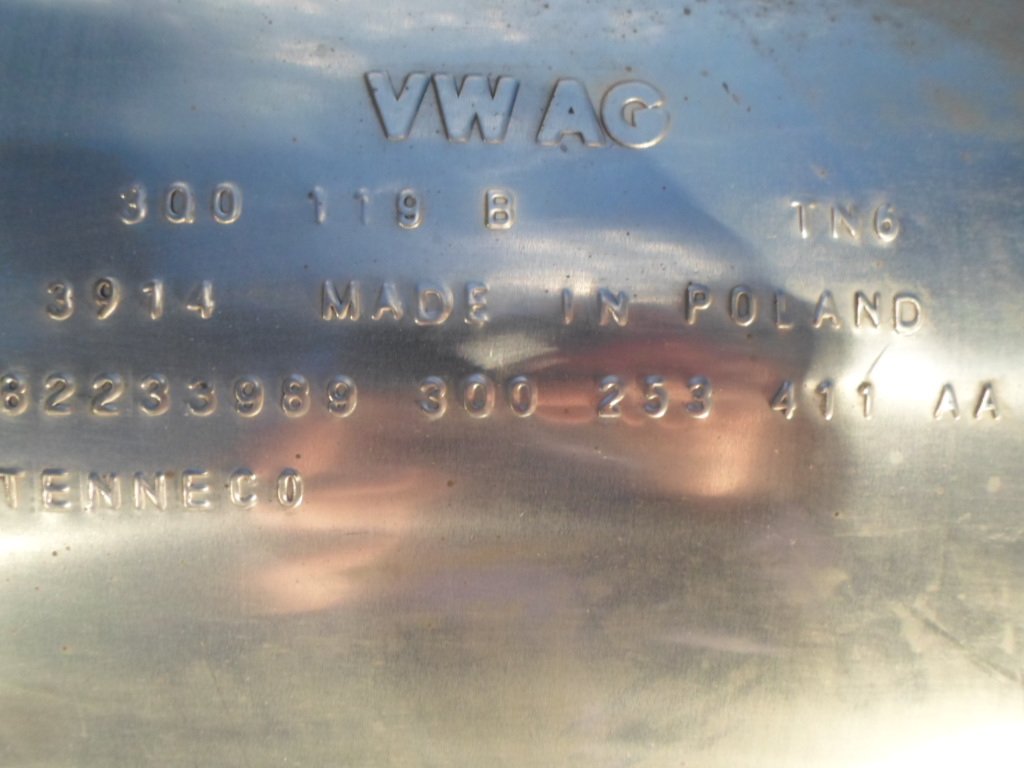 VW AG
3Q0 119 B TN6
3914 MADE IN POLAND
82233989 3Q0 253 411 AA
TENNECO